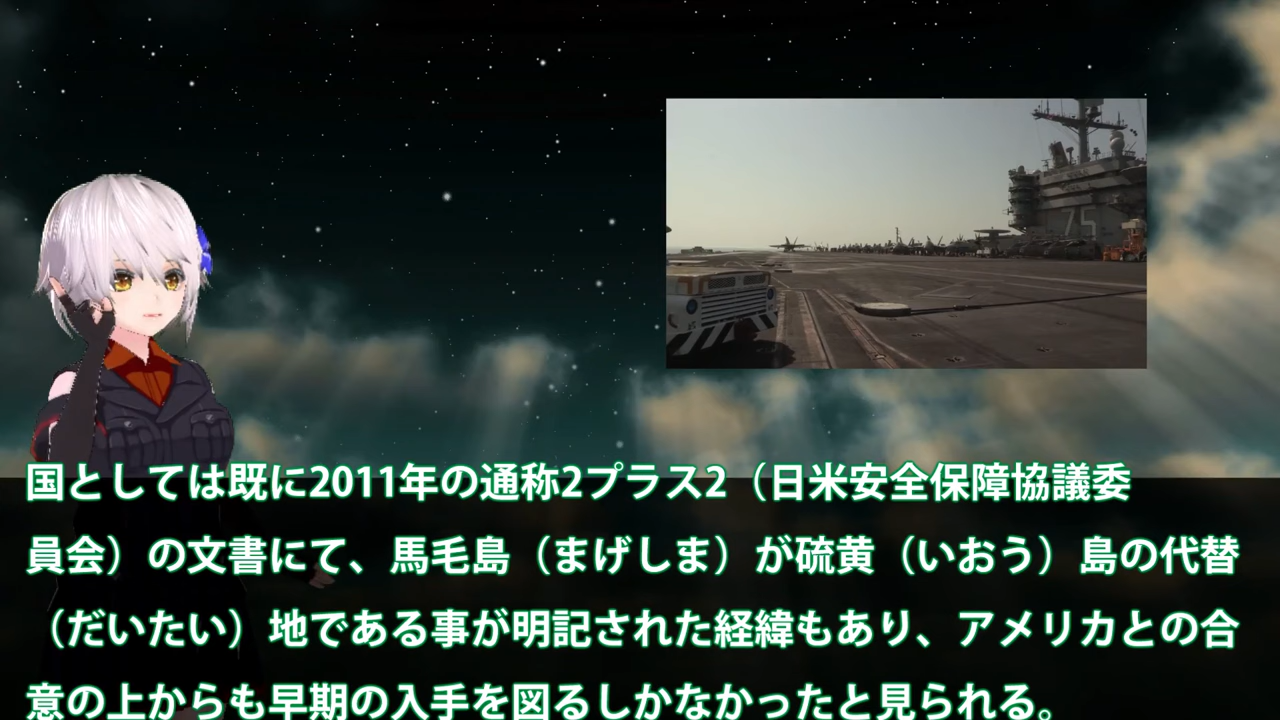 75
国としては既に2011年の通称2プラス2（日米安全保障協議委
員会）の文書にて、馬毛島（まげしま）が硫黄（いおう）島の代替
（だいたい）地である事が明記された経緯もあり、アメリカとの合
意の上からも早期の入手を図るしかなかったと見られる。